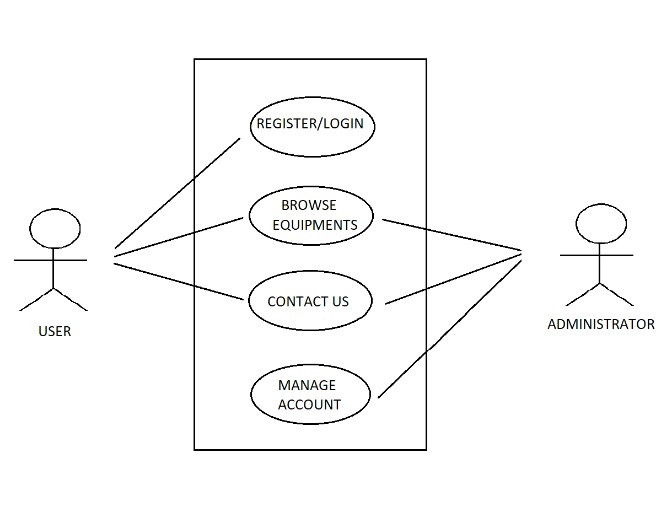 REGISTER/LOGIN
BROWSE
EQUIPMENTS
CONTACT US
MANAGE
ACCOUNT
USER
ADMINISTRATOR